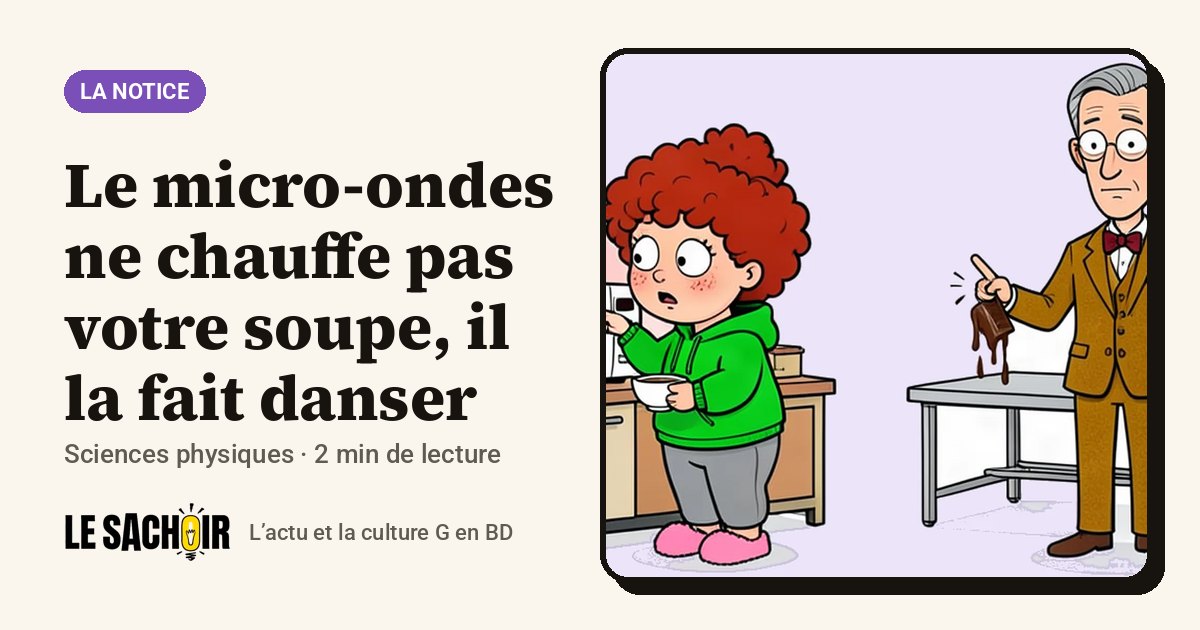 LA NOTICE
Le micro-ondes
ne chauffe pas
votre soupe, il
la fait danser
Sciences physiques · 2 min de lecture
LE SACHOIR
L’actu et la culture G en BD